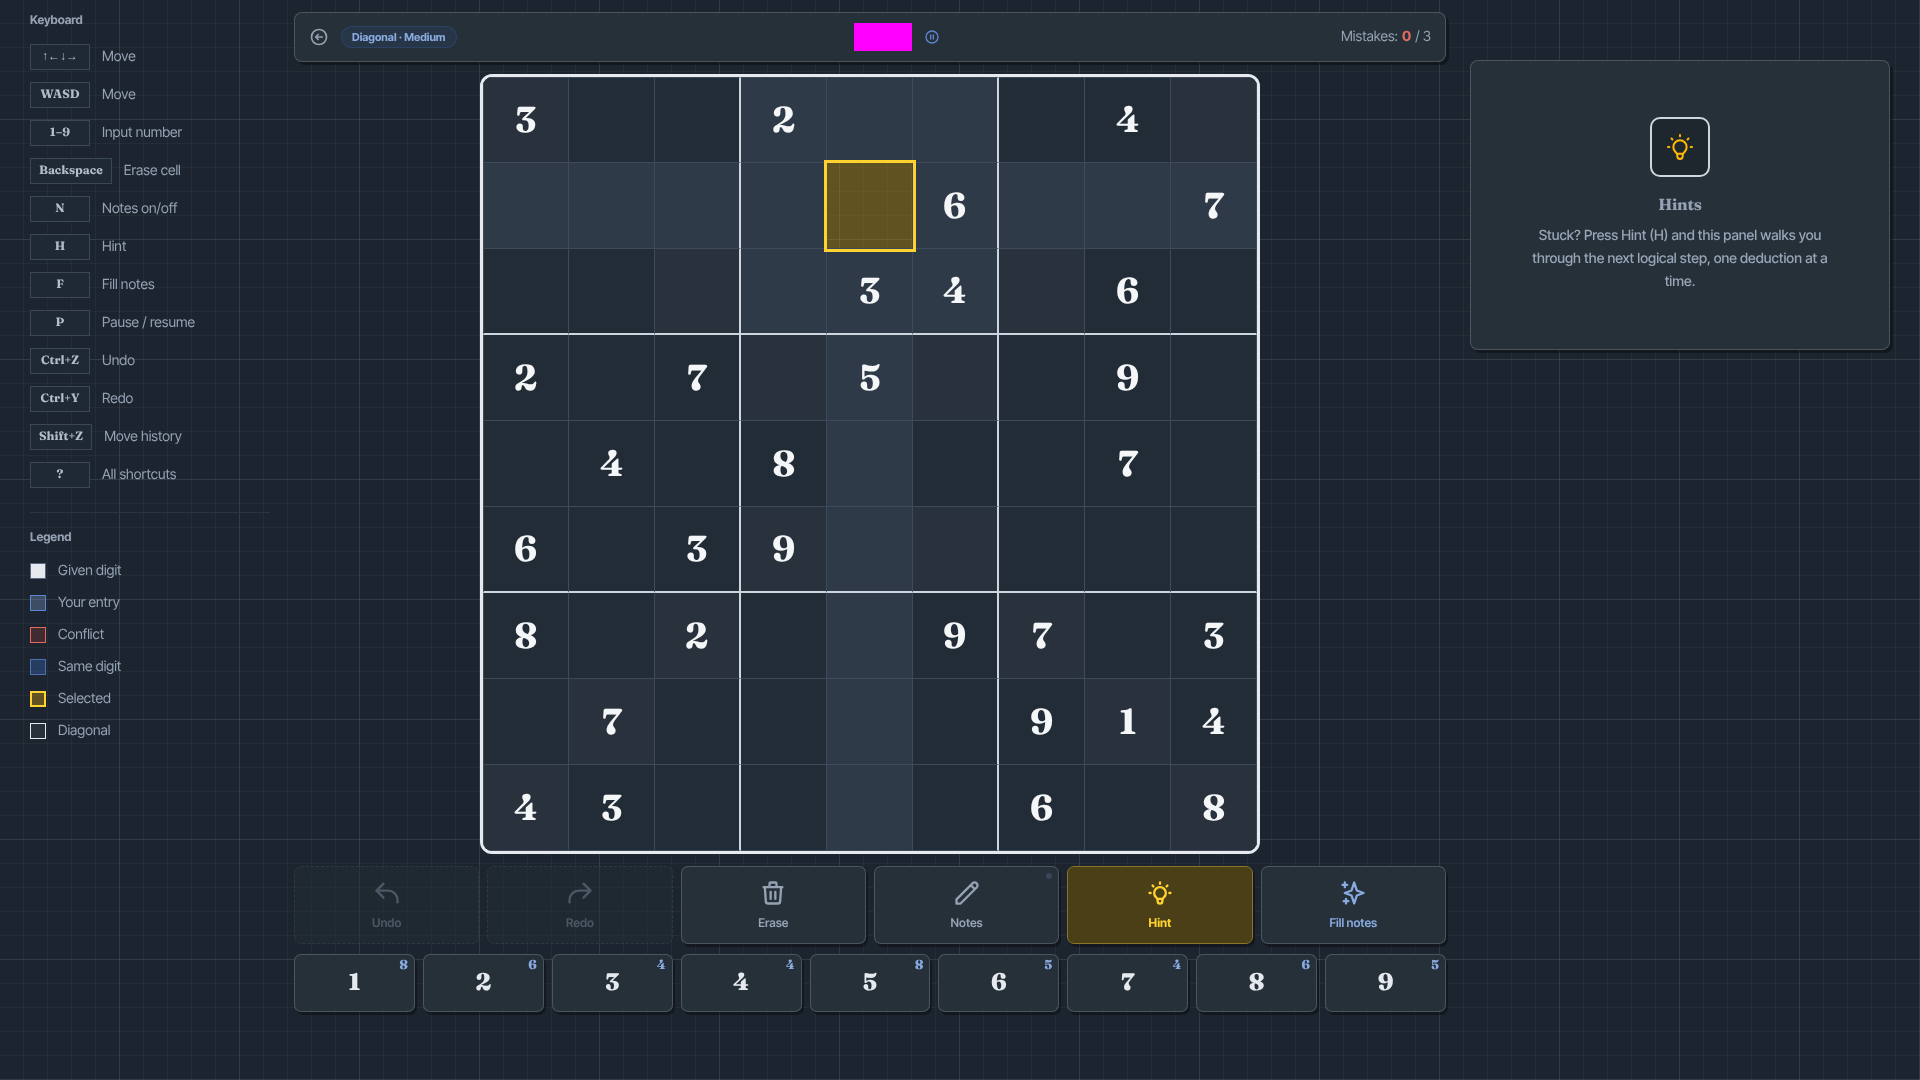 Keyboard
↑←↓→ Move
WASD Move
1–9 Input number
Backspace Erase cell
N Notes on/off
H Hint
F Fill notes
P Pause / resume
Ctrl+Z Undo
Ctrl+Y Redo
Shift+Z Move history
? All shortcuts
Legend
Given digit
Your entry
Conflict
Same digit
Selected
Diagonal
Diagonal · Medium
Mistakes: 0 / 3
3 2 4
6 7
3 4 6
2 7 5 9
4 8 7
6 3 9
8 2 9 7 3
7 9 1 4
4 3 6 8
Undo
Redo
Erase
Notes
Hint
Fill notes
1 8
2 6
3 4
4 4
5 8
6 5
7 4
8 6
9 5
Hints
Stuck? Press Hint (H) and this panel walks you
through the next logical step, one deduction at a
time.